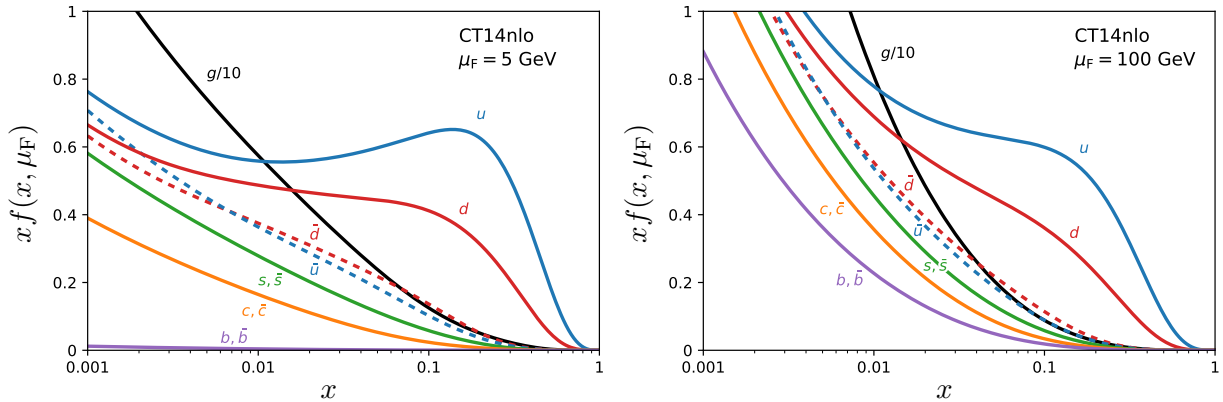 x f(x, μF)
1
0.8
0.6
0.4
0.2
0
CT14nlo
μF = 5 GeV
g/10
u
d
d̄
ū
s, s̄
c, c̄
b, b̄
0.001
0.01
0.1
1
x
x f(x, μF)
1
0.8
0.6
0.4
0.2
0
CT14nlo
μF = 100 GeV
g/10
u
d̄
c, c̄
ū
d
s, s̄
b, b̄
0.001
0.01
0.1
1
x